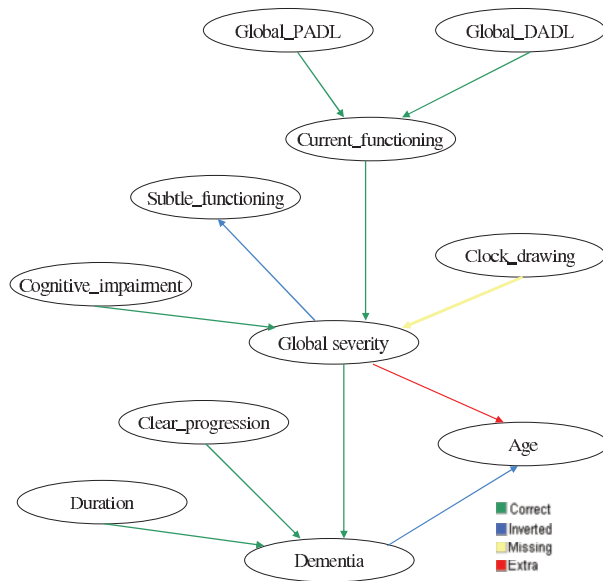 Global_PADL
Global_DADL
Current_functioning
Subtle_functioning
Clock_drawing
Cognitive_impairment
Global severity
Clear_progression
Age
Duration
Dementia
Correct
Inverted
Missing
Extra